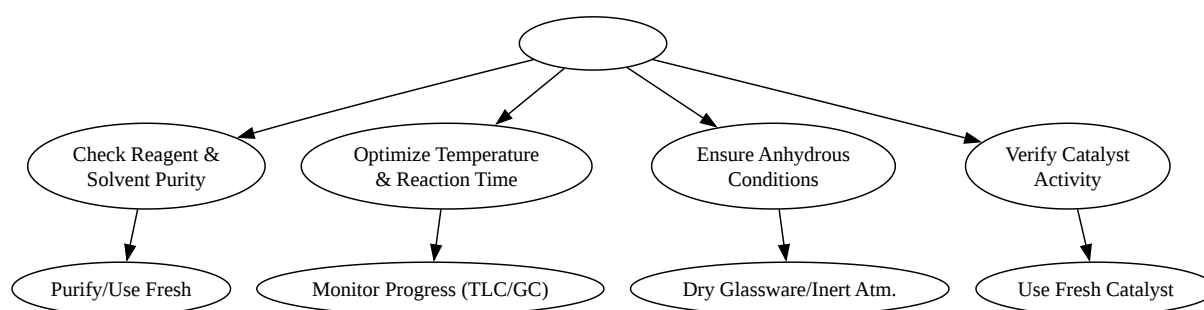 Check Reagent &
Solvent Purity
Optimize Temperature
& Reaction Time
Ensure Anhydrous
Conditions
Verify Catalyst
Activity
Purify/Use Fresh
Monitor Progress (TLC/GC)
Dry Glassware/Inert Atm.
Use Fresh Catalyst